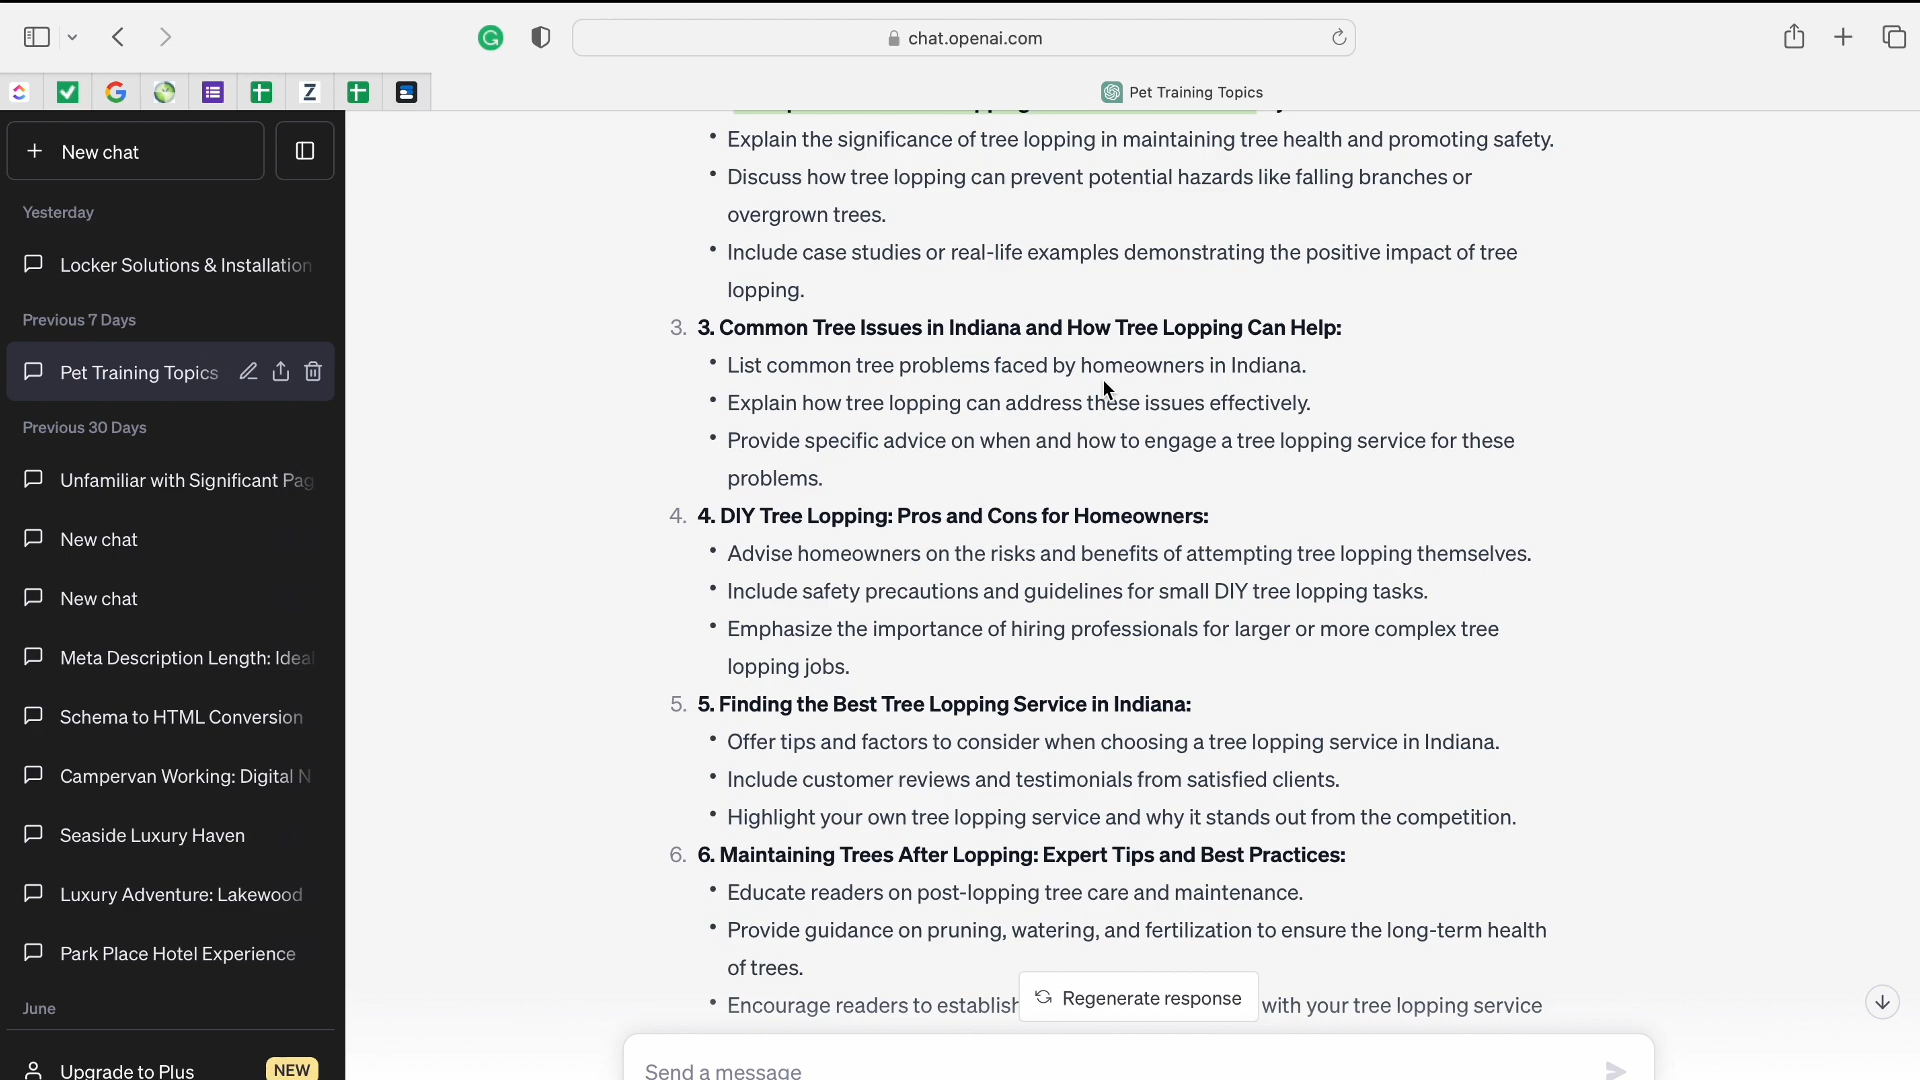 chat.openai.com
Pet Training Topics
New chat
Yesterday
Locker Solutions & Installation
Previous 7 Days
Pet Training Topics
Previous 30 Days
Unfamiliar with Significant Pag
New chat
New chat
Meta Description Length: Ideal
Schema to HTML Conversion
Campervan Working: Digital N
Seaside Luxury Haven
Luxury Adventure: Lakewood
Park Place Hotel Experience
June
Upgrade to Plus NEW
• Explain the significance of tree lopping in maintaining tree health and promoting safety.
• Discuss how tree lopping can prevent potential hazards like falling branches or
overgrown trees.
• Include case studies or real-life examples demonstrating the positive impact of tree
lopping.
3. 3. Common Tree Issues in Indiana and How Tree Lopping Can Help:
• List common tree problems faced by homeowners in Indiana.
• Explain how tree lopping can address these issues effectively.
• Provide specific advice on when and how to engage a tree lopping service for these
problems.
4. 4. DIY Tree Lopping: Pros and Cons for Homeowners:
• Advise homeowners on the risks and benefits of attempting tree lopping themselves.
• Include safety precautions and guidelines for small DIY tree lopping tasks.
• Emphasize the importance of hiring professionals for larger or more complex tree
lopping jobs.
5. 5. Finding the Best Tree Lopping Service in Indiana:
• Offer tips and factors to consider when choosing a tree lopping service in Indiana.
• Include customer reviews and testimonials from satisfied clients.
• Highlight your own tree lopping service and why it stands out from the competition.
6. 6. Maintaining Trees After Lopping: Expert Tips and Best Practices:
• Educate readers on post-lopping tree care and maintenance.
• Provide guidance on pruning, watering, and fertilization to ensure the long-term health
of trees.
• Encourage readers to establish with your tree lopping service
Regenerate response
Send a message